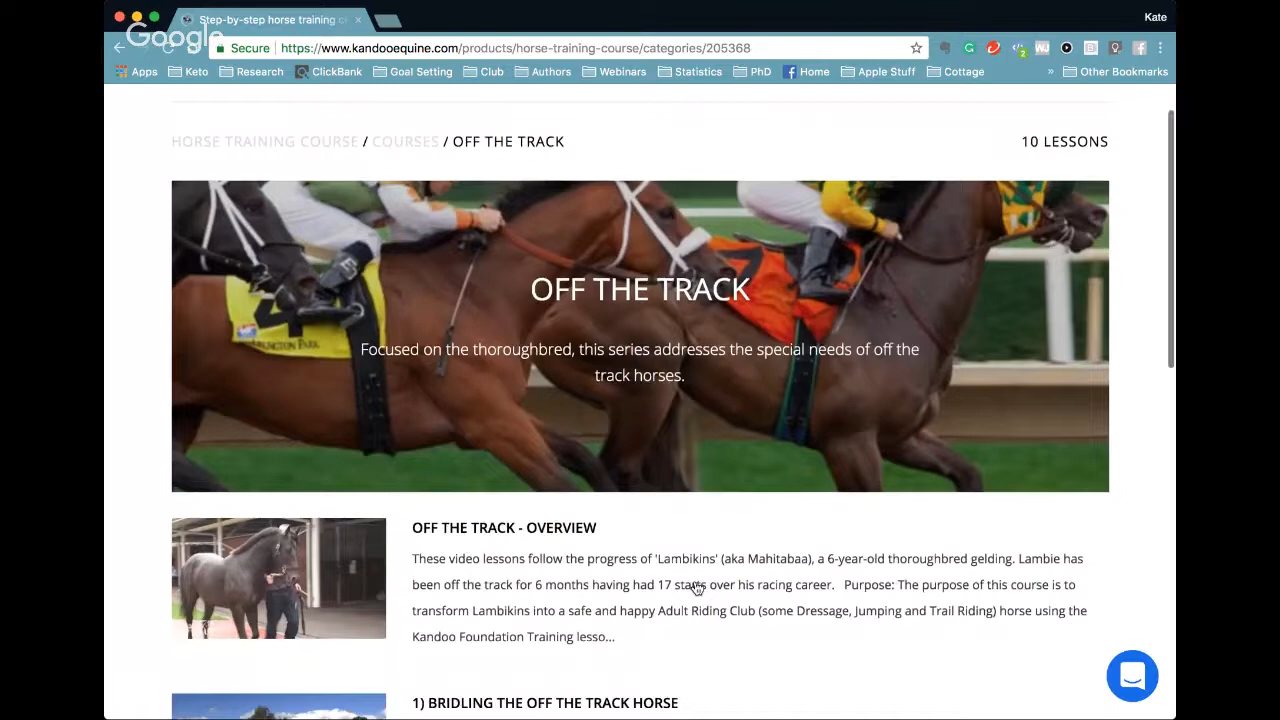 Step-by-step horse training
Kate
Google
Secure
https://www.kandooequine.com/products/horse-training-course/categories/205368
Apps Keto Research ClickBank Goal Setting Club Authors Webinars Statistics PhD Home Apple Stuff Cottage » Other Bookmarks
HORSE TRAINING COURSE / COURSES / OFF THE TRACK
10 LESSONS
OFF THE TRACK
Focused on the thoroughbred, this series addresses the special needs of off the
track horses.
ARLINGTON PARK
OFF THE TRACK - OVERVIEW
These video lessons follow the progress of 'Lambikins' (aka Mahitabaa), a 6-year-old thoroughbred gelding. Lambie has
been off the track for 6 months having had 17 starts over his racing career. Purpose: The purpose of this course is to
transform Lambikins into a safe and happy Adult Riding Club (some Dressage, Jumping and Trail Riding) horse using the
Kandoo Foundation Training lesso...
1) BRIDLING THE OFF THE TRACK HORSE